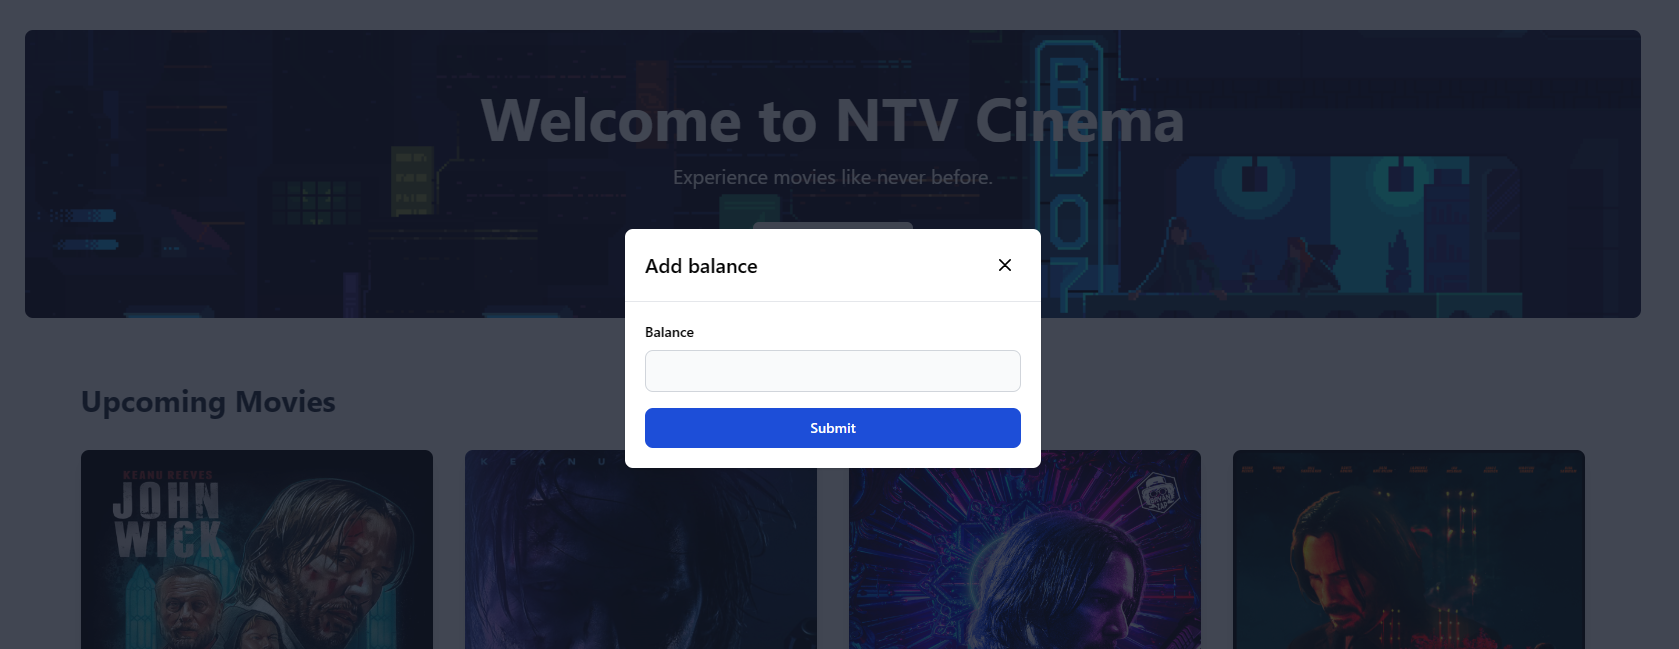 Welcome to NTV Cinema
Experience movies like never before.
Add balance
Balance
Submit
Upcoming Movies
KEANU REEVES
JOHN
WICK
K E A N U